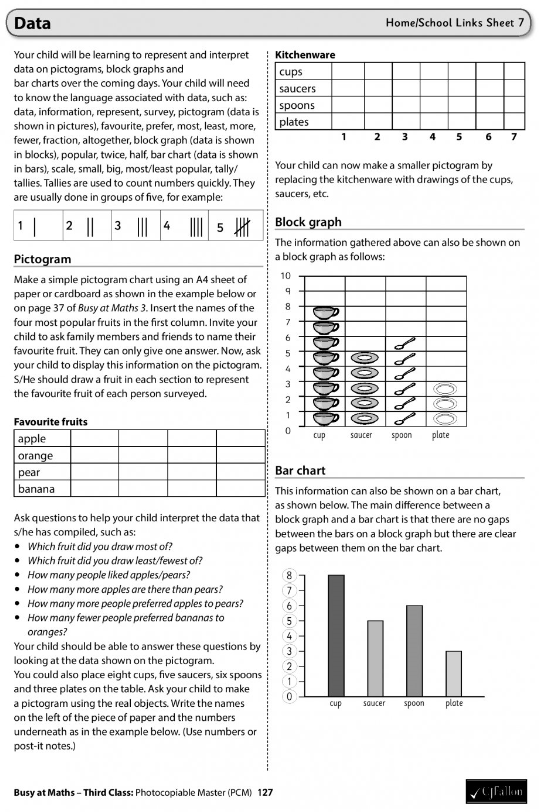 Data
Home/School Links Sheet 7
Your child will be learning to represent and interpret
data on pictograms, block graphs and
bar charts over the coming days. Your child will need
to know the language associated with data, such as:
data, information, represent, survey, pictogram (data is
shown in pictures), favourite, prefer, most, least, more,
fewer, fraction, altogether, block graph (data is shown
in blocks), popular, twice, half, bar chart (data is shown
in bars), scale, small, big, most/least popular, tally/
tallies. Tallies are used to count numbers quickly. They
are usually done in groups of five, for example:
1 2 3 4 5
Pictogram
Make a simple pictogram chart using an A4 sheet of
paper or cardboard as shown in the example below or
on page 37 of Busy at Maths 3. Insert the names of the
four most popular fruits in the first column. Invite your
child to ask family members and friends to name their
favourite fruit. They can only give one answer. Now, ask
your child to display this information on the pictogram.
S/He should draw a fruit in each section to represent
the favourite fruit of each person surveyed.
Favourite fruits
apple
orange
pear
banana
Ask questions to help your child interpret the data that
s/he has compiled, such as:
• Which fruit did you draw most of?
• Which fruit did you draw least/fewest of?
• How many people liked apples/pears?
• How many more apples are there than pears?
• How many more people preferred apples to pears?
• How many fewer people preferred bananas to
oranges?
Your child should be able to answer these questions by
looking at the data shown on the pictogram.
You could also place eight cups, five saucers, six spoons
and three plates on the table. Ask your child to make
a pictogram using the real objects. Write the names
on the left of the piece of paper and the numbers
underneath as in the example below. (Use numbers or
post-it notes.)
Kitchenware
cups
saucers
spoons
plates
1 2 3 4 5 6 7
Your child can now make a smaller pictogram by
replacing the kitchenware with drawings of the cups,
saucers, etc.
Block graph
The information gathered above can also be shown on
a block graph as follows:
10
9
8
7
6
5
4
3
2
1
0
cup saucer spoon plate
Bar chart
This information can also be shown on a bar chart,
as shown below. The main difference between a
block graph and a bar chart is that there are no gaps
between the bars on a block graph but there are clear
gaps between them on the bar chart.
8
7
6
5
4
3
2
1
0
cup saucer spoon plate
Busy at Maths – Third Class: Photocopiable Master (PCM) 127
CJFallon